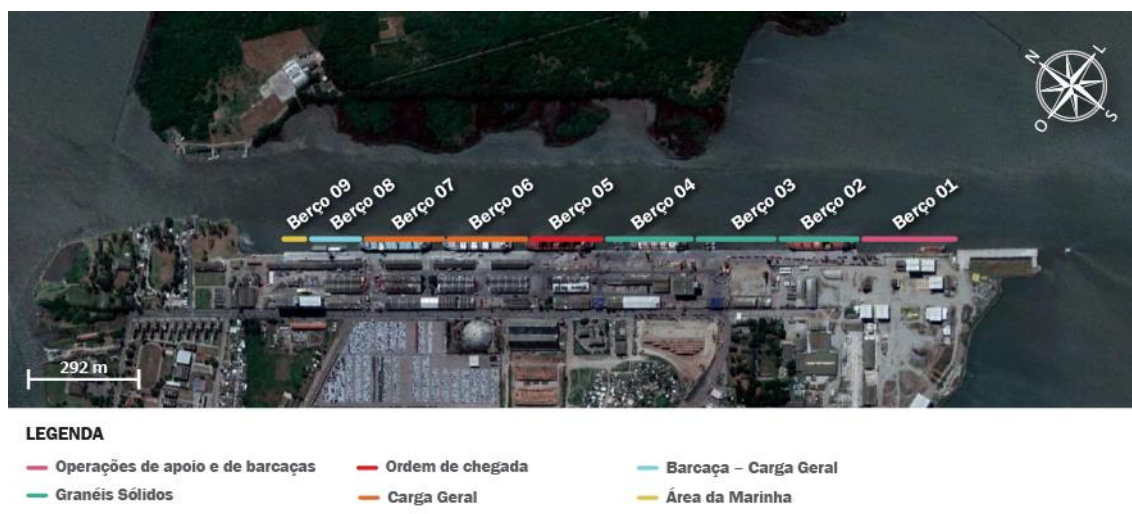 N
L
O
S
Berço 09
Berço 08
Berço 07
Berço 06
Berço 05
Berço 04
Berço 03
Berço 02
Berço 01
292 m
LEGENDA
Operações de apoio e de barcaças
Ordem de chegada
Barcaça – Carga Geral
Granéis Sólidos
Carga Geral
Área da Marinha